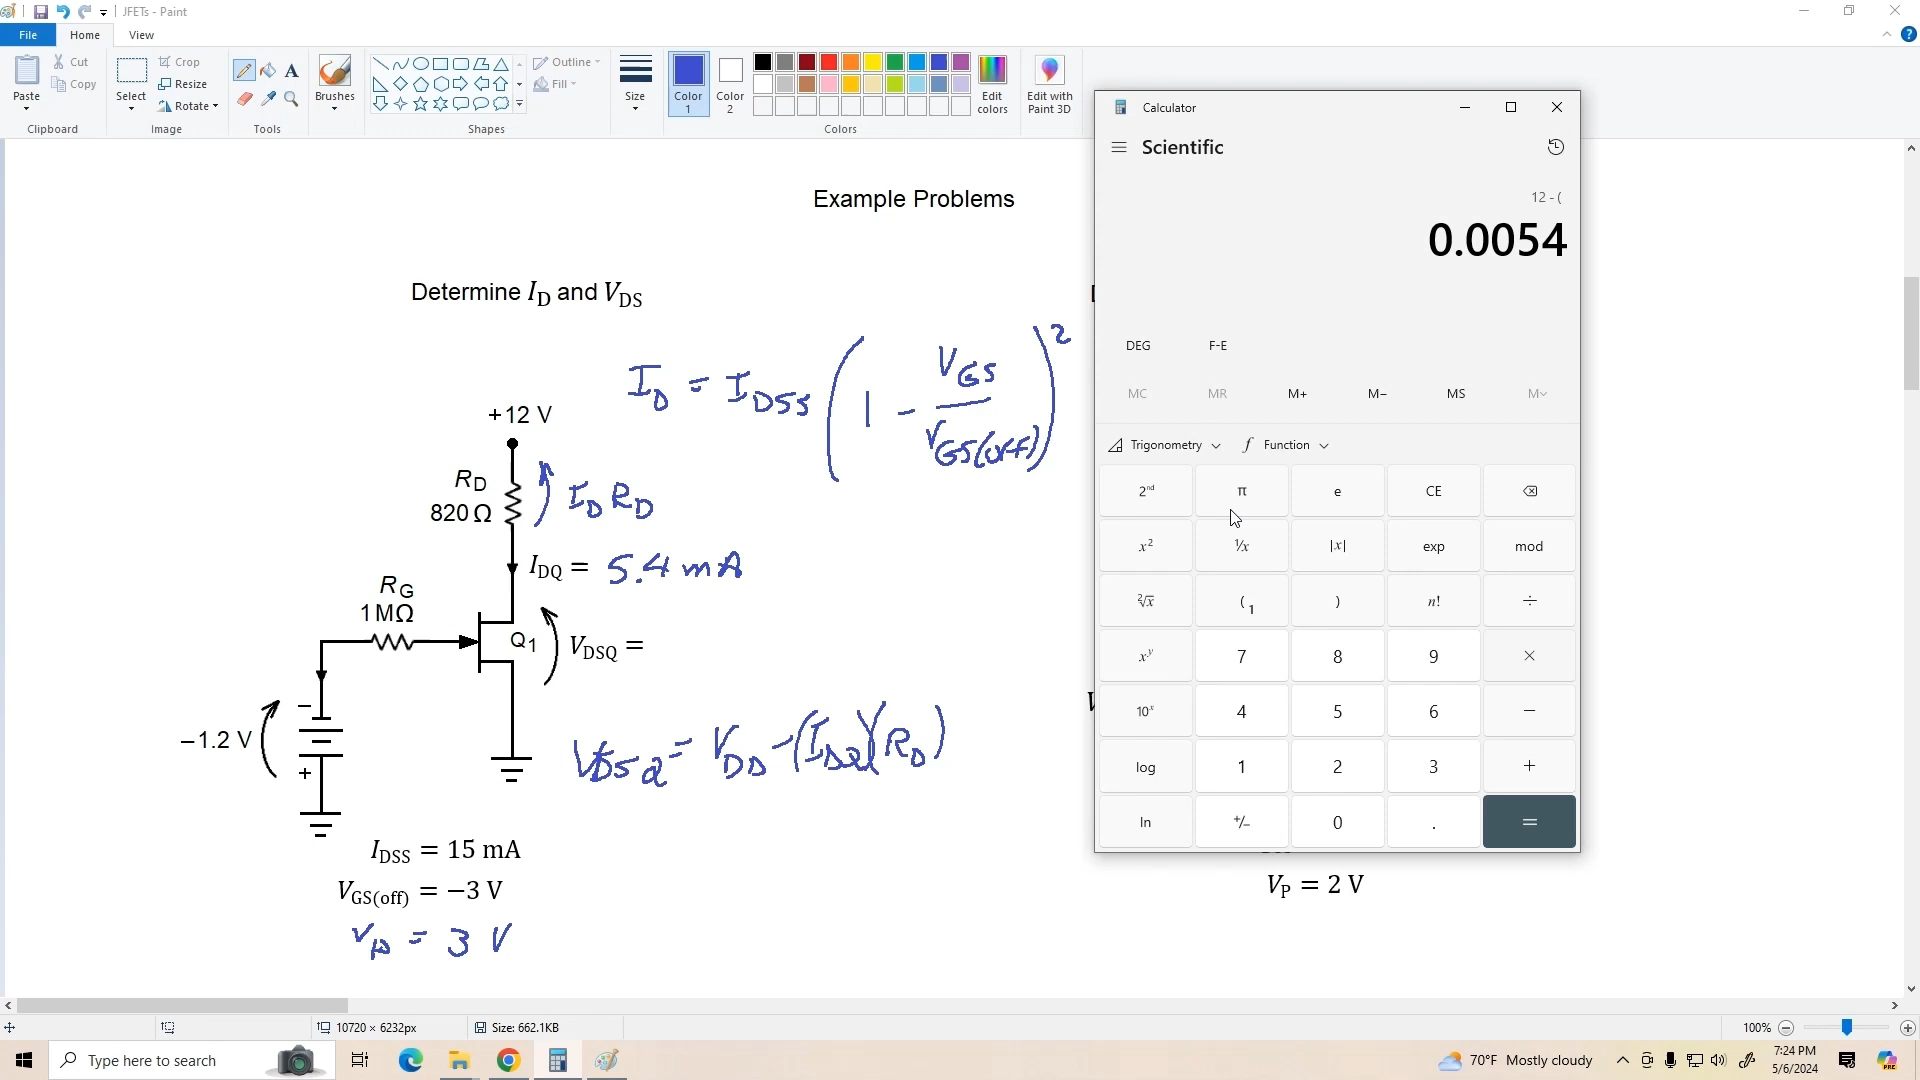 JFETs - Paint
File Home View
Paste Cut Copy Clipboard
Select Crop Resize Rotate Image
Tools
Brushes
Outline Fill Shapes
Size
Color 1 Color 2 Edit colors Colors
Edit with Paint 3D
Example Problems
Determine I_D and V_DS
I_D = I_DSS (1 - V_GS / V_GS(off))²
+12 V
R_D
820 Ω
I_D R_D
I_DQ = 5.4 mA
R_G
1 MΩ
Q1
V_DSQ =
−1.2 V
−
+
V_DSQ = V_DD - (I_DQ)(R_D)
I_DSS = 15 mA
V_GS(off) = −3 V
V_P = 3 V
V_P = 2 V
Calculator
Scientific
12 - (
0.0054
DEG F-E
MC MR M+ M- MS M
Trigonometry f Function
2nd π e CE
x² ¹/x |x| exp mod
²√x (1 ) n! ÷
xʸ 7 8 9 ×
10ˣ 4 5 6 −
log 1 2 3 +
ln +/− 0 . =
10720 × 6232px Size: 662.1KB 100%
Type here to search
70°F Mostly cloudy
7:24 PM
5/6/2024
PRE